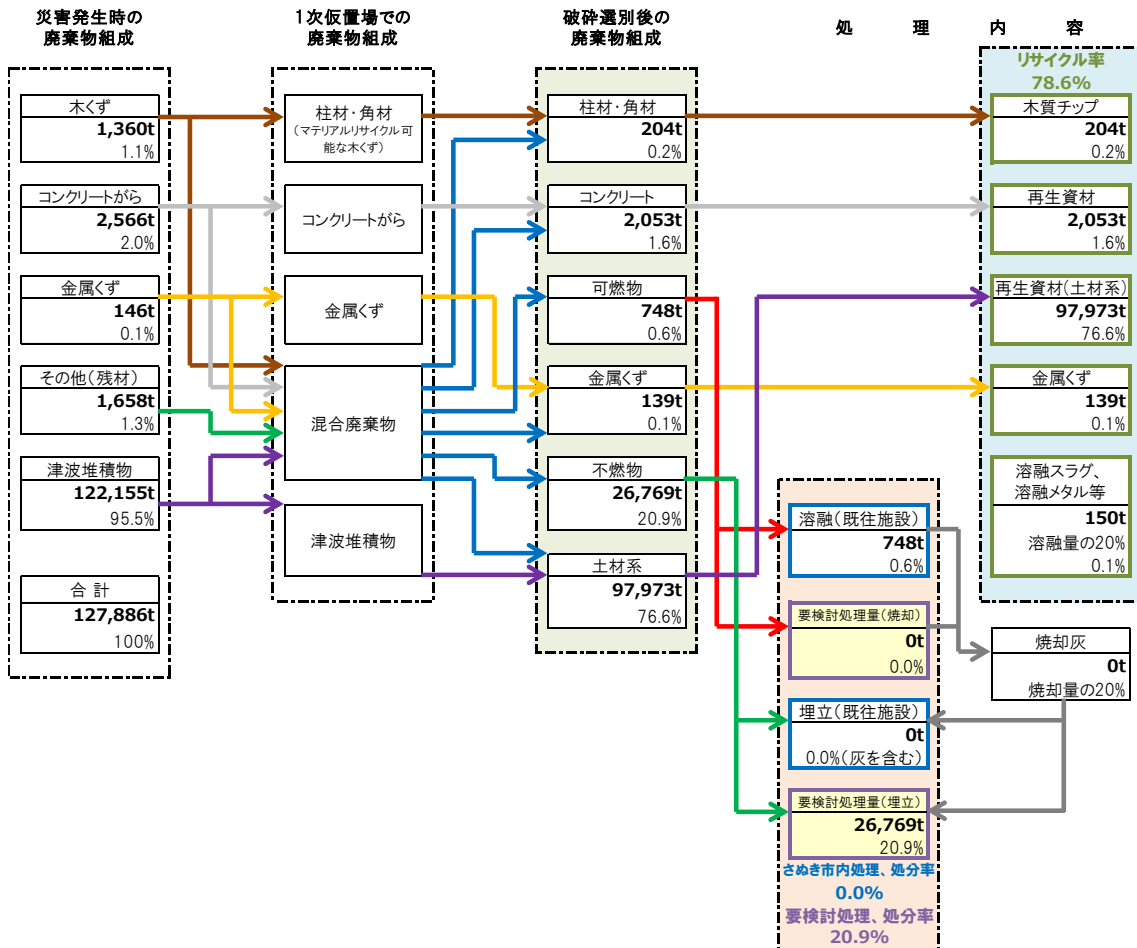 災害発生時の
廃棄物組成
1次仮置場での
廃棄物組成
破砕選別後の
廃棄物組成
処 理 内 容
木くず
1,360t
1.1%
コンクリートがら
2,566t
2.0%
金属くず
146t
0.1%
その他(残材)
1,658t
1.3%
津波堆積物
122,155t
95.5%
合計
127,886t
100%
柱材・角材
(マテリアルリサイクル可
能な木くず)
コンクリートがら
金属くず
混合廃棄物
津波堆積物
柱材・角材
204t
0.2%
コンクリート
2,053t
1.6%
可燃物
748t
0.6%
金属くず
139t
0.1%
不燃物
26,769t
20.9%
土材系
97,973t
76.6%
溶融(既往施設)
748t
0.6%
要検討処理量(焼却)
0t
0.0%
埋立(既往施設)
0t
0.0%(灰を含む)
要検討処理量(埋立)
26,769t
20.9%
さぬき市内処理、処分率
0.0%
要検討処理、処分率
20.9%
リサイクル率
78.6%
木質チップ
204t
0.2%
再生資材
2,053t
1.6%
再生資材(土材系)
97,973t
76.6%
金属くず
139t
0.1%
溶融スラグ、
溶融メタル等
150t
溶融量の20%
0.1%
焼却灰
0t
焼却量の20%